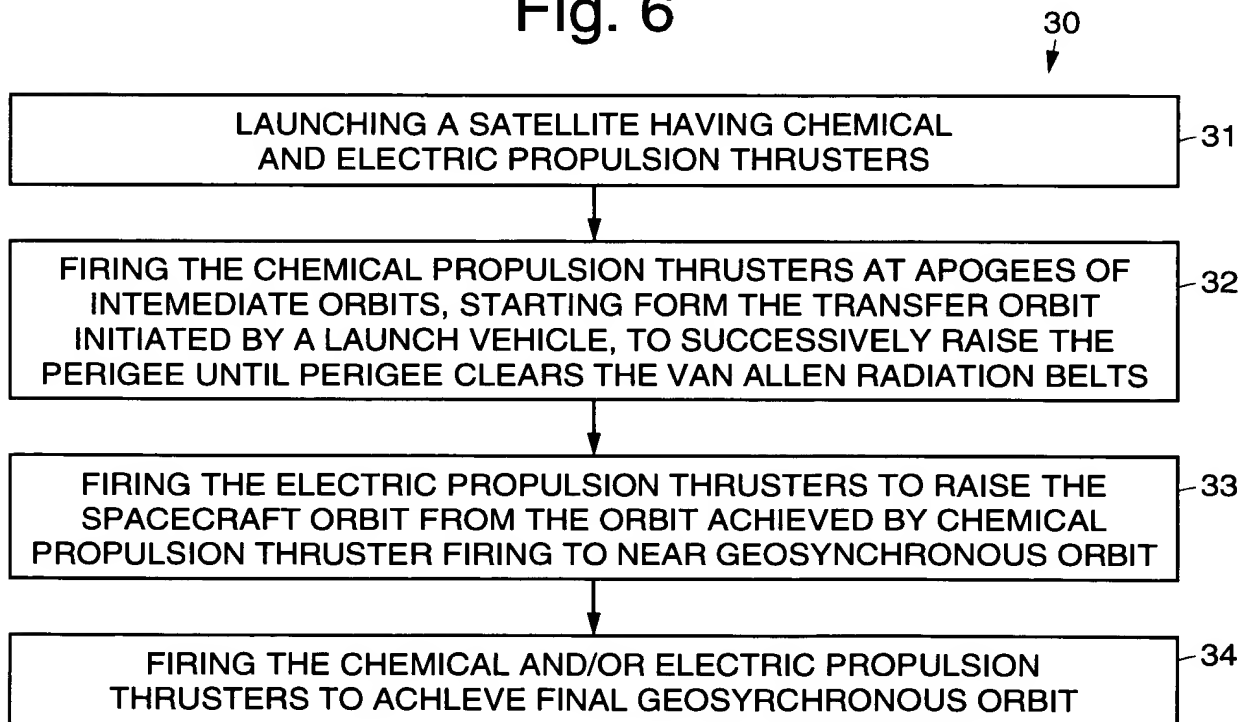 Fig. 6
30
LAUNCHING A SATELLITE HAVING CHEMICAL
AND ELECTRIC PROPULSION THRUSTERS
31
FIRING THE CHEMICAL PROPULSION THRUSTERS AT APOGEES OF
INTEMEDIATE ORBITS, STARTING FORM THE TRANSFER ORBIT
INITIATED BY A LAUNCH VEHICLE, TO SUCCESSIVELY RAISE THE
PERIGEE UNTIL PERIGEE CLEARS THE VAN ALLEN RADIATION BELTS
32
FIRING THE ELECTRIC PROPULSION THRUSTERS TO RAISE THE
SPACECRAFT ORBIT FROM THE ORBIT ACHIEVED BY CHEMICAL
PROPULSION THRUSTER FIRING TO NEAR GEOSYNCHRONOUS ORBIT
33
FIRING THE CHEMICAL AND/OR ELECTRIC PROPULSION
THRUSTERS TO ACHLEVE FINAL GEOSYRCHRONOUS ORBIT
34